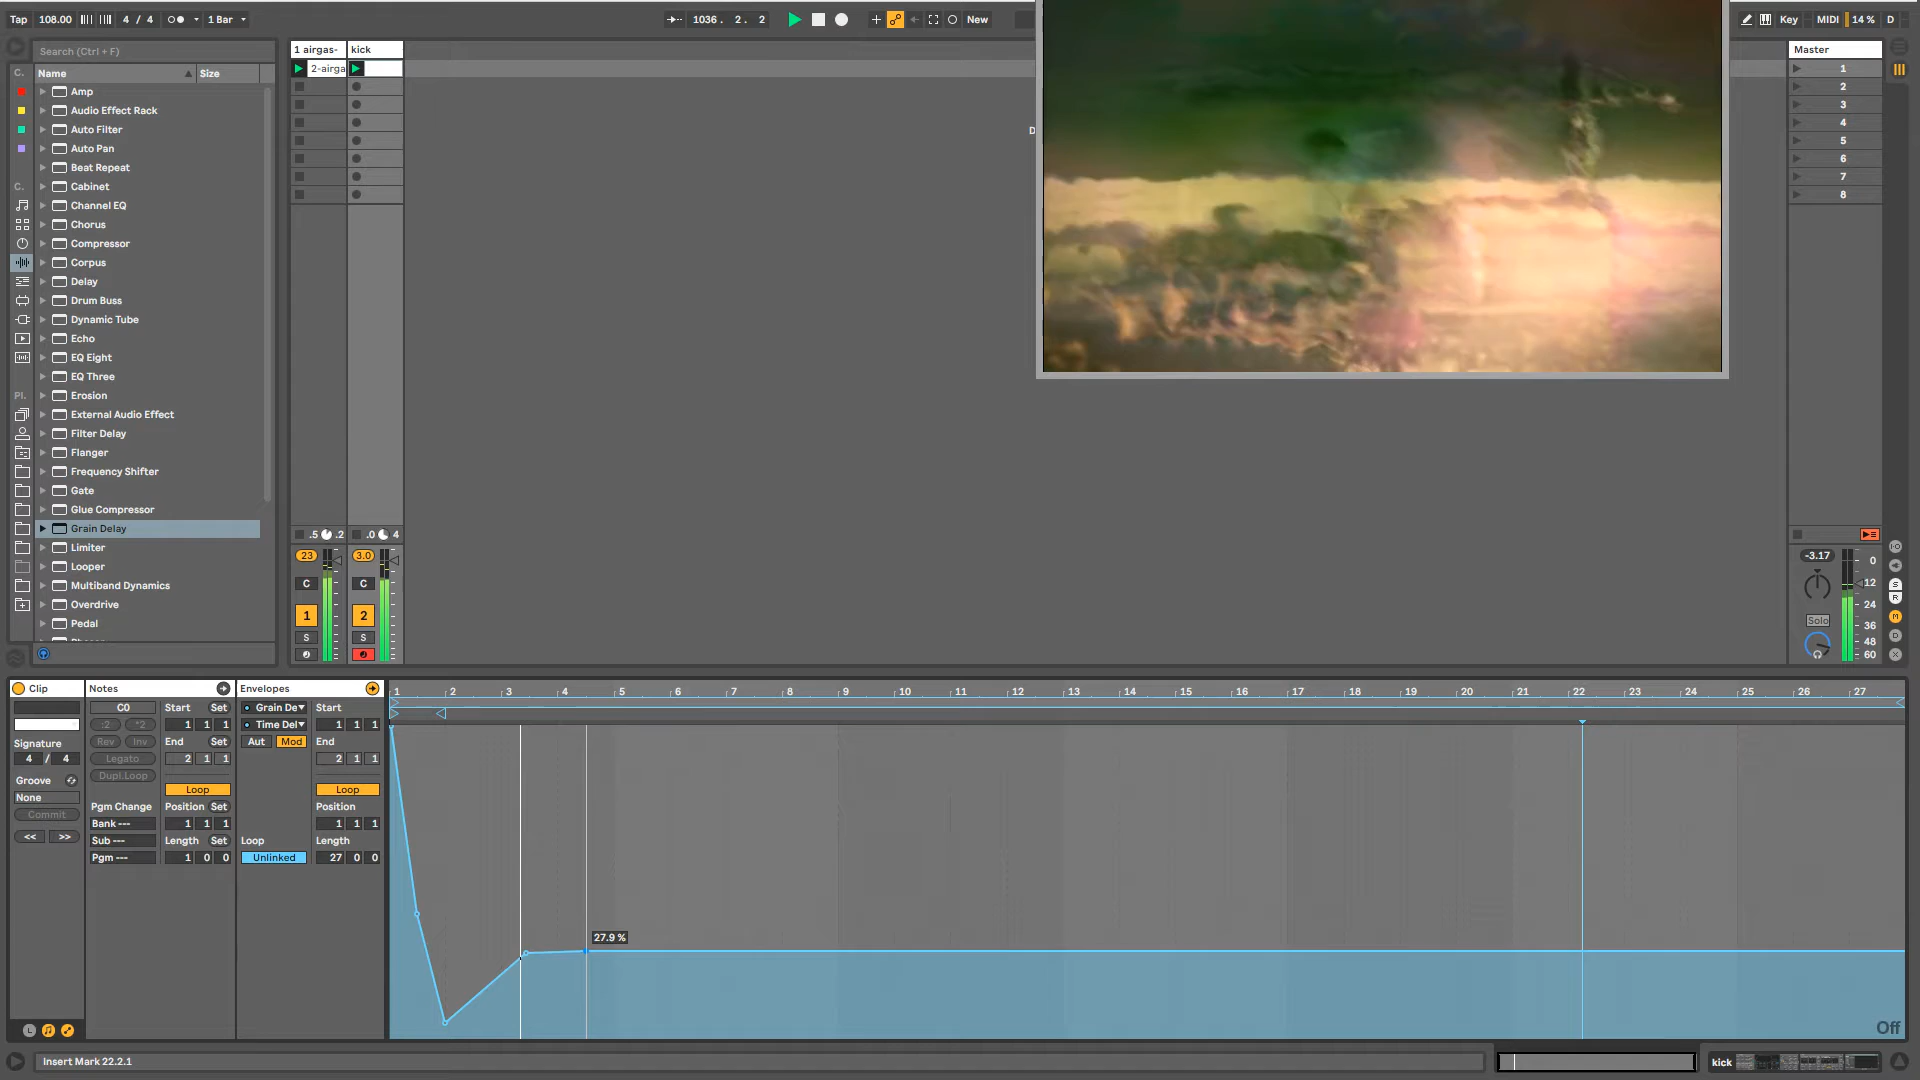 Tap 108.00 4 / 4 1 Bar 1036 . 2 . 2 New Key MIDI 14 % D
Search (Ctrl + F)
C. Name Size
Amp
Audio Effect Rack
Auto Filter
Auto Pan
Beat Repeat
C. Cabinet
Channel EQ
Chorus
Compressor
Corpus
Delay
Drum Buss
Dynamic Tube
Echo
EQ Eight
EQ Three
Pl. Erosion
External Audio Effect
Filter Delay
Flanger
Frequency Shifter
Gate
Glue Compressor
Grain Delay
Limiter
Looper
Multiband Dynamics
Overdrive
Pedal
1 airgas- kick
2-airga
D
.5 .2 .0 4
23 3.0
C C
1 2
S S
Master
1
2
3
4
5
6
7
8
-3.17 0
12
24
36
48
60
Solo
S
R
M
D
X
Clip
Signature
4 / 4
Groove
None
Commit
<< >>
Notes
C0 Start Set
:2 *2 1 1 1
Rev Inv End Set
Legato 2 1 1
Dupl.Loop
Loop
Pgm Change Position Set
Bank --- 1 1 1
Sub --- Length Set
Pgm --- 1 0 0
Envelopes
Grain De Start
Time Del 1 1 1
Aut Mod End
2 1 1
Loop
Position
1 1 1
Loop Length
Unlinked 27 0 0
L
1 2 3 4 5 6 7 8 9 10 11 12 13 14 15 16 17 18 19 20 21 22 23 24 25 26 27
27.9 %
Off
Insert Mark 22.2.1
kick